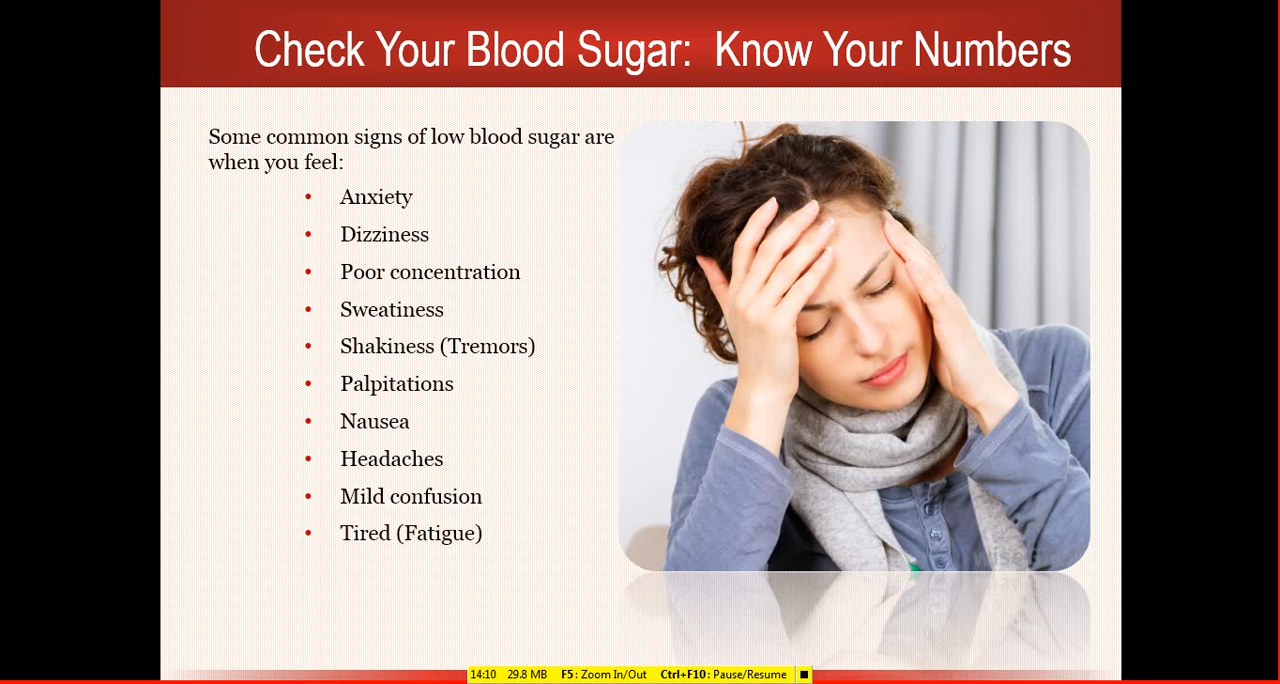 Check Your Blood Sugar:  Know Your Numbers
Some common signs of low blood sugar are
when you feel:
• Anxiety
• Dizziness
• Poor concentration
• Sweatiness
• Shakiness (Tremors)
• Palpitations
• Nausea
• Headaches
• Mild confusion
• Tired (Fatigue)
14:10 29.8 MB F5: Zoom In/Out Ctrl+F10: Pause/Resume